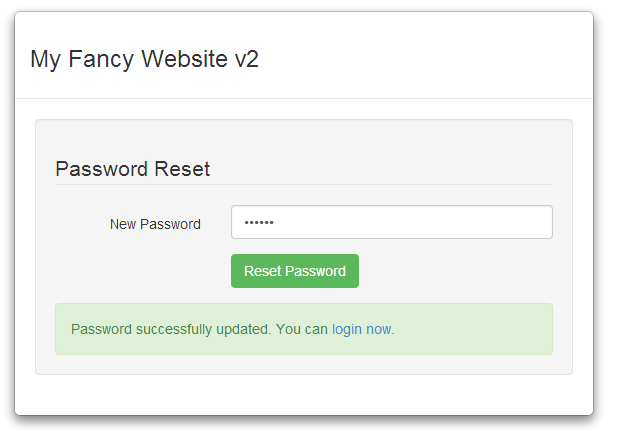 My Fancy Website v2
Password Reset
New Password ••••••
Reset Password
Password successfully updated. You can login now.